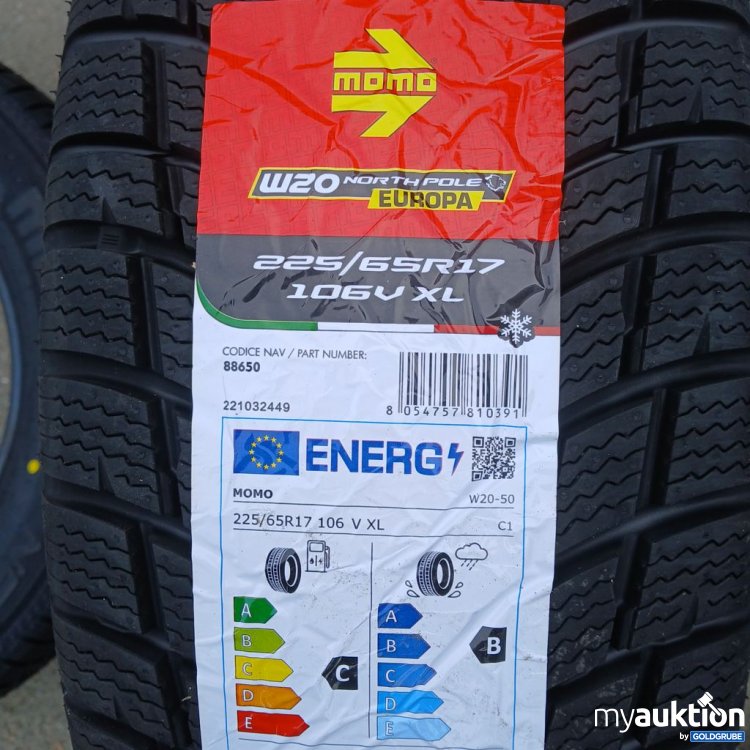 momo
W20 NORTH POLE
EUROPA
225/65R17
106V XL
CODICE NAV / PART NUMBER:
88650
221032449
8 054757 810391
ENERG
MOMO W20-50
225/65R17 106 V XL C1
A A
B B B
C C C
D D
E E
myauktion
by GOLDGRUBE